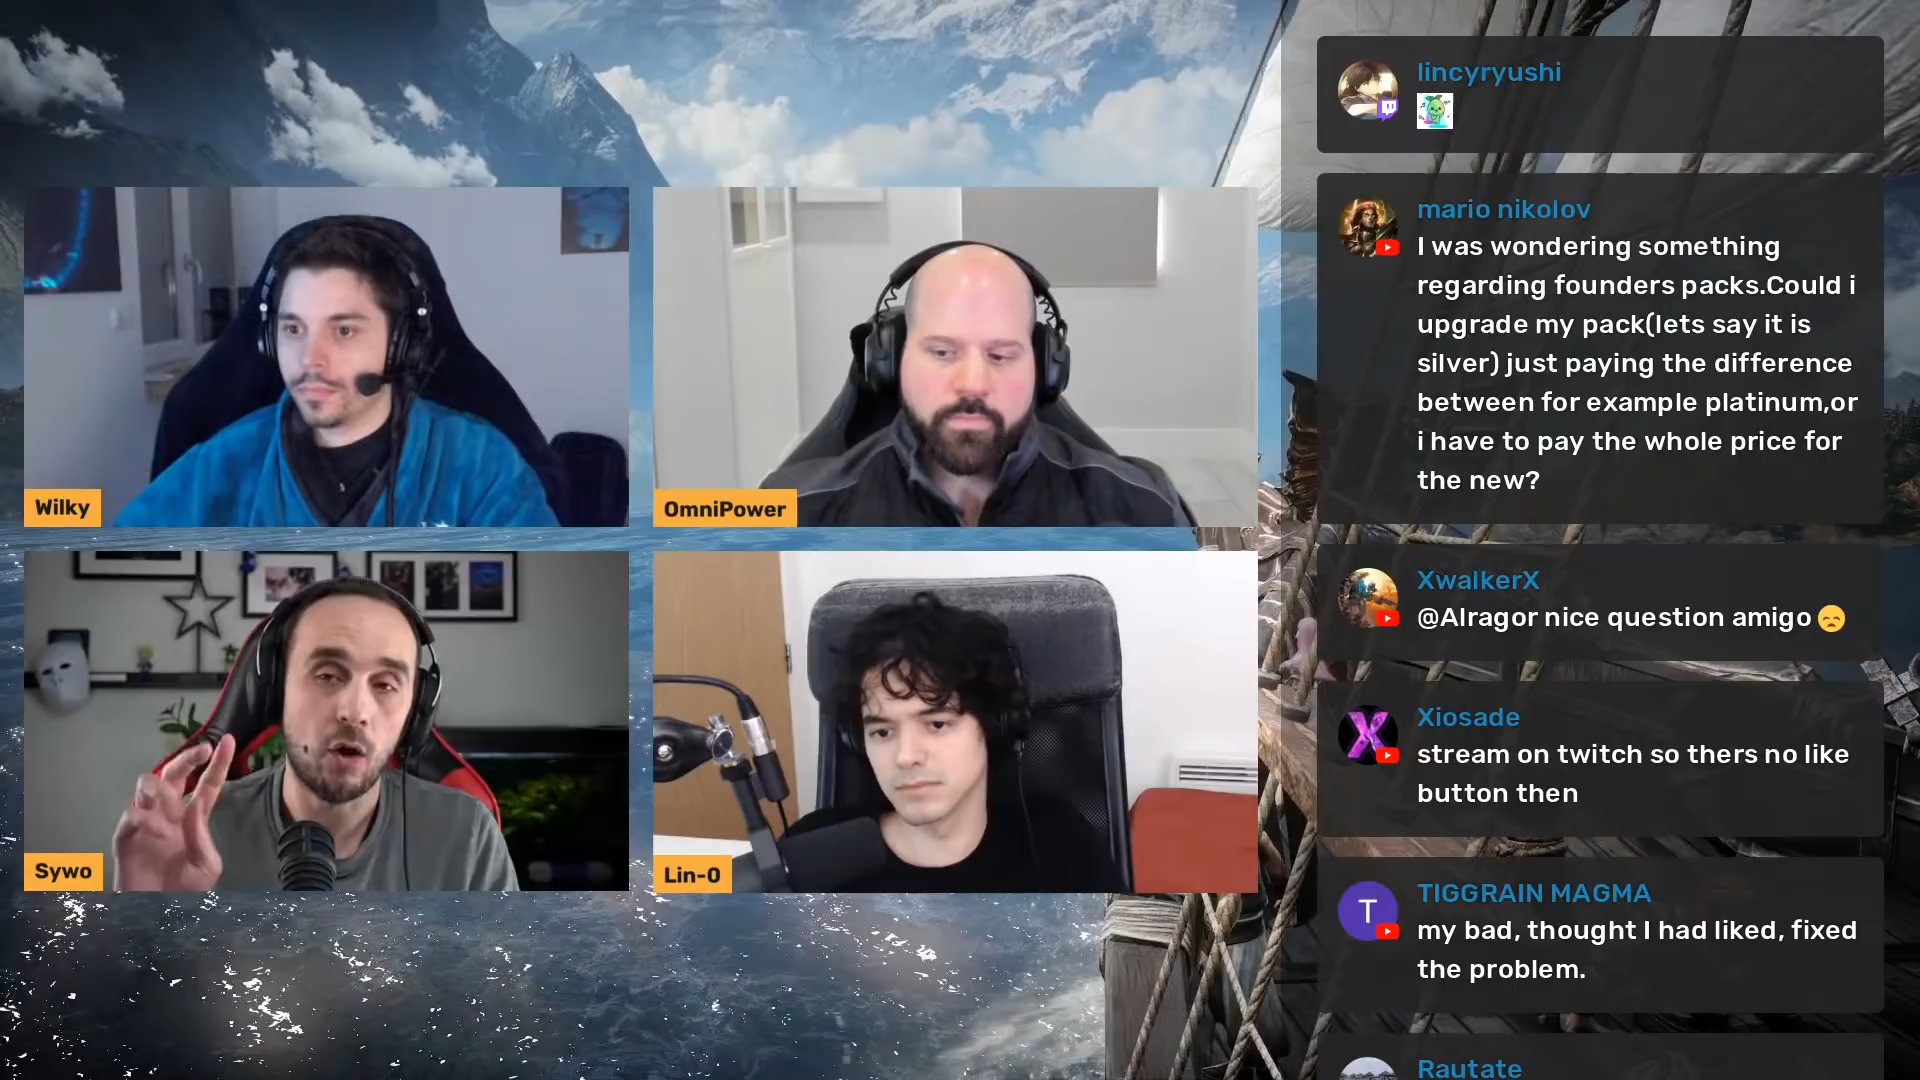 Wilky
OmniPower
Sywo
Lin-0
lincyryushi
mario nikolov
I was wondering something
regarding founders packs.Could i
upgrade my pack(lets say it is
silver) just paying the difference
between for example platinum,or
i have to pay the whole price for
the new?
XwalkerX
@Alragor nice question amigo 😞
Xiosade
stream on twitch so thers no like
button then
T
TIGGRAIN MAGMA
my bad, thought I had liked, fixed
the problem.
Rautate